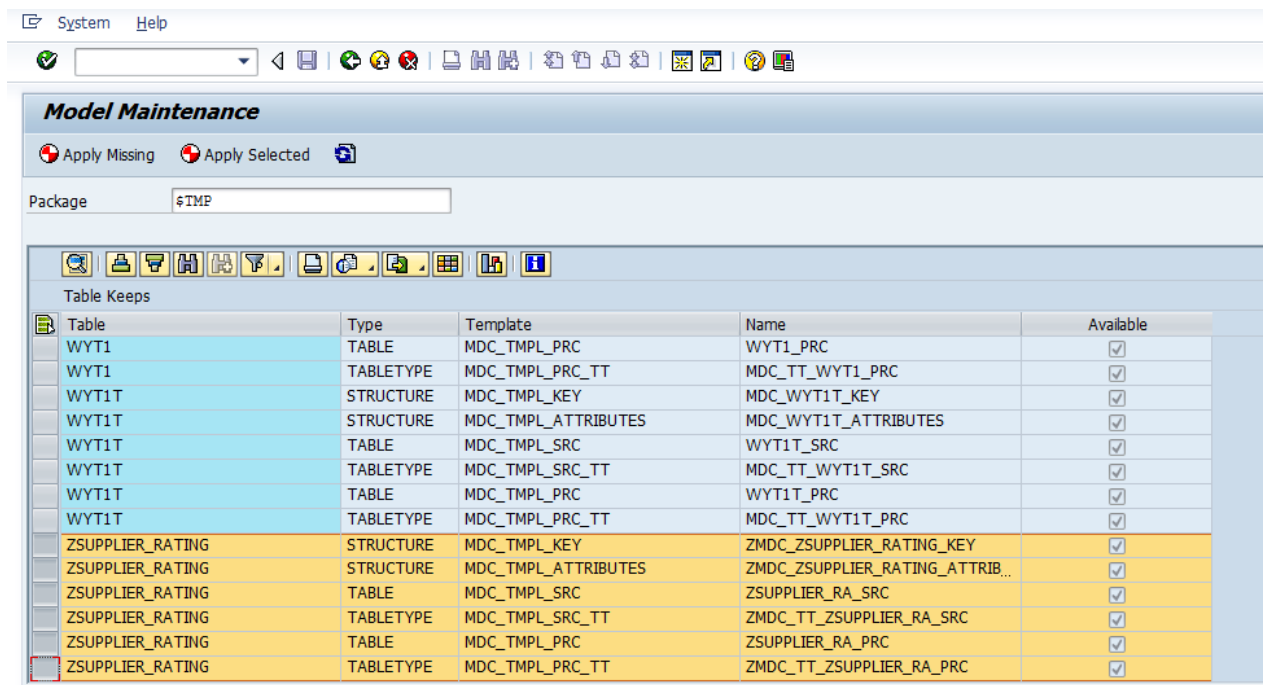 System Help
Model Maintenance
Apply Missing Apply Selected
Package $TMP
Table Keeps
Table Type Template Name Available
WYT1 TABLE MDC_TMPL_PRC WYT1_PRC
WYT1 TABLETYPE MDC_TMPL_PRC_TT MDC_TT_WYT1_PRC
WYT1T STRUCTURE MDC_TMPL_KEY MDC_WYT1T_KEY
WYT1T STRUCTURE MDC_TMPL_ATTRIBUTES MDC_WYT1T_ATTRIBUTES
WYT1T TABLE MDC_TMPL_SRC WYT1T_SRC
WYT1T TABLETYPE MDC_TMPL_SRC_TT MDC_TT_WYT1T_SRC
WYT1T TABLE MDC_TMPL_PRC WYT1T_PRC
WYT1T TABLETYPE MDC_TMPL_PRC_TT MDC_TT_WYT1T_PRC
ZSUPPLIER_RATING STRUCTURE MDC_TMPL_KEY ZMDC_ZSUPPLIER_RATING_KEY
ZSUPPLIER_RATING STRUCTURE MDC_TMPL_ATTRIBUTES ZMDC_ZSUPPLIER_RATING_ATTRIB...
ZSUPPLIER_RATING TABLE MDC_TMPL_SRC ZSUPPLIER_RA_SRC
ZSUPPLIER_RATING TABLETYPE MDC_TMPL_SRC_TT ZMDC_TT_ZSUPPLIER_RA_SRC
ZSUPPLIER_RATING TABLE MDC_TMPL_PRC ZSUPPLIER_RA_PRC
ZSUPPLIER_RATING TABLETYPE MDC_TMPL_PRC_TT ZMDC_TT_ZSUPPLIER_RA_PRC